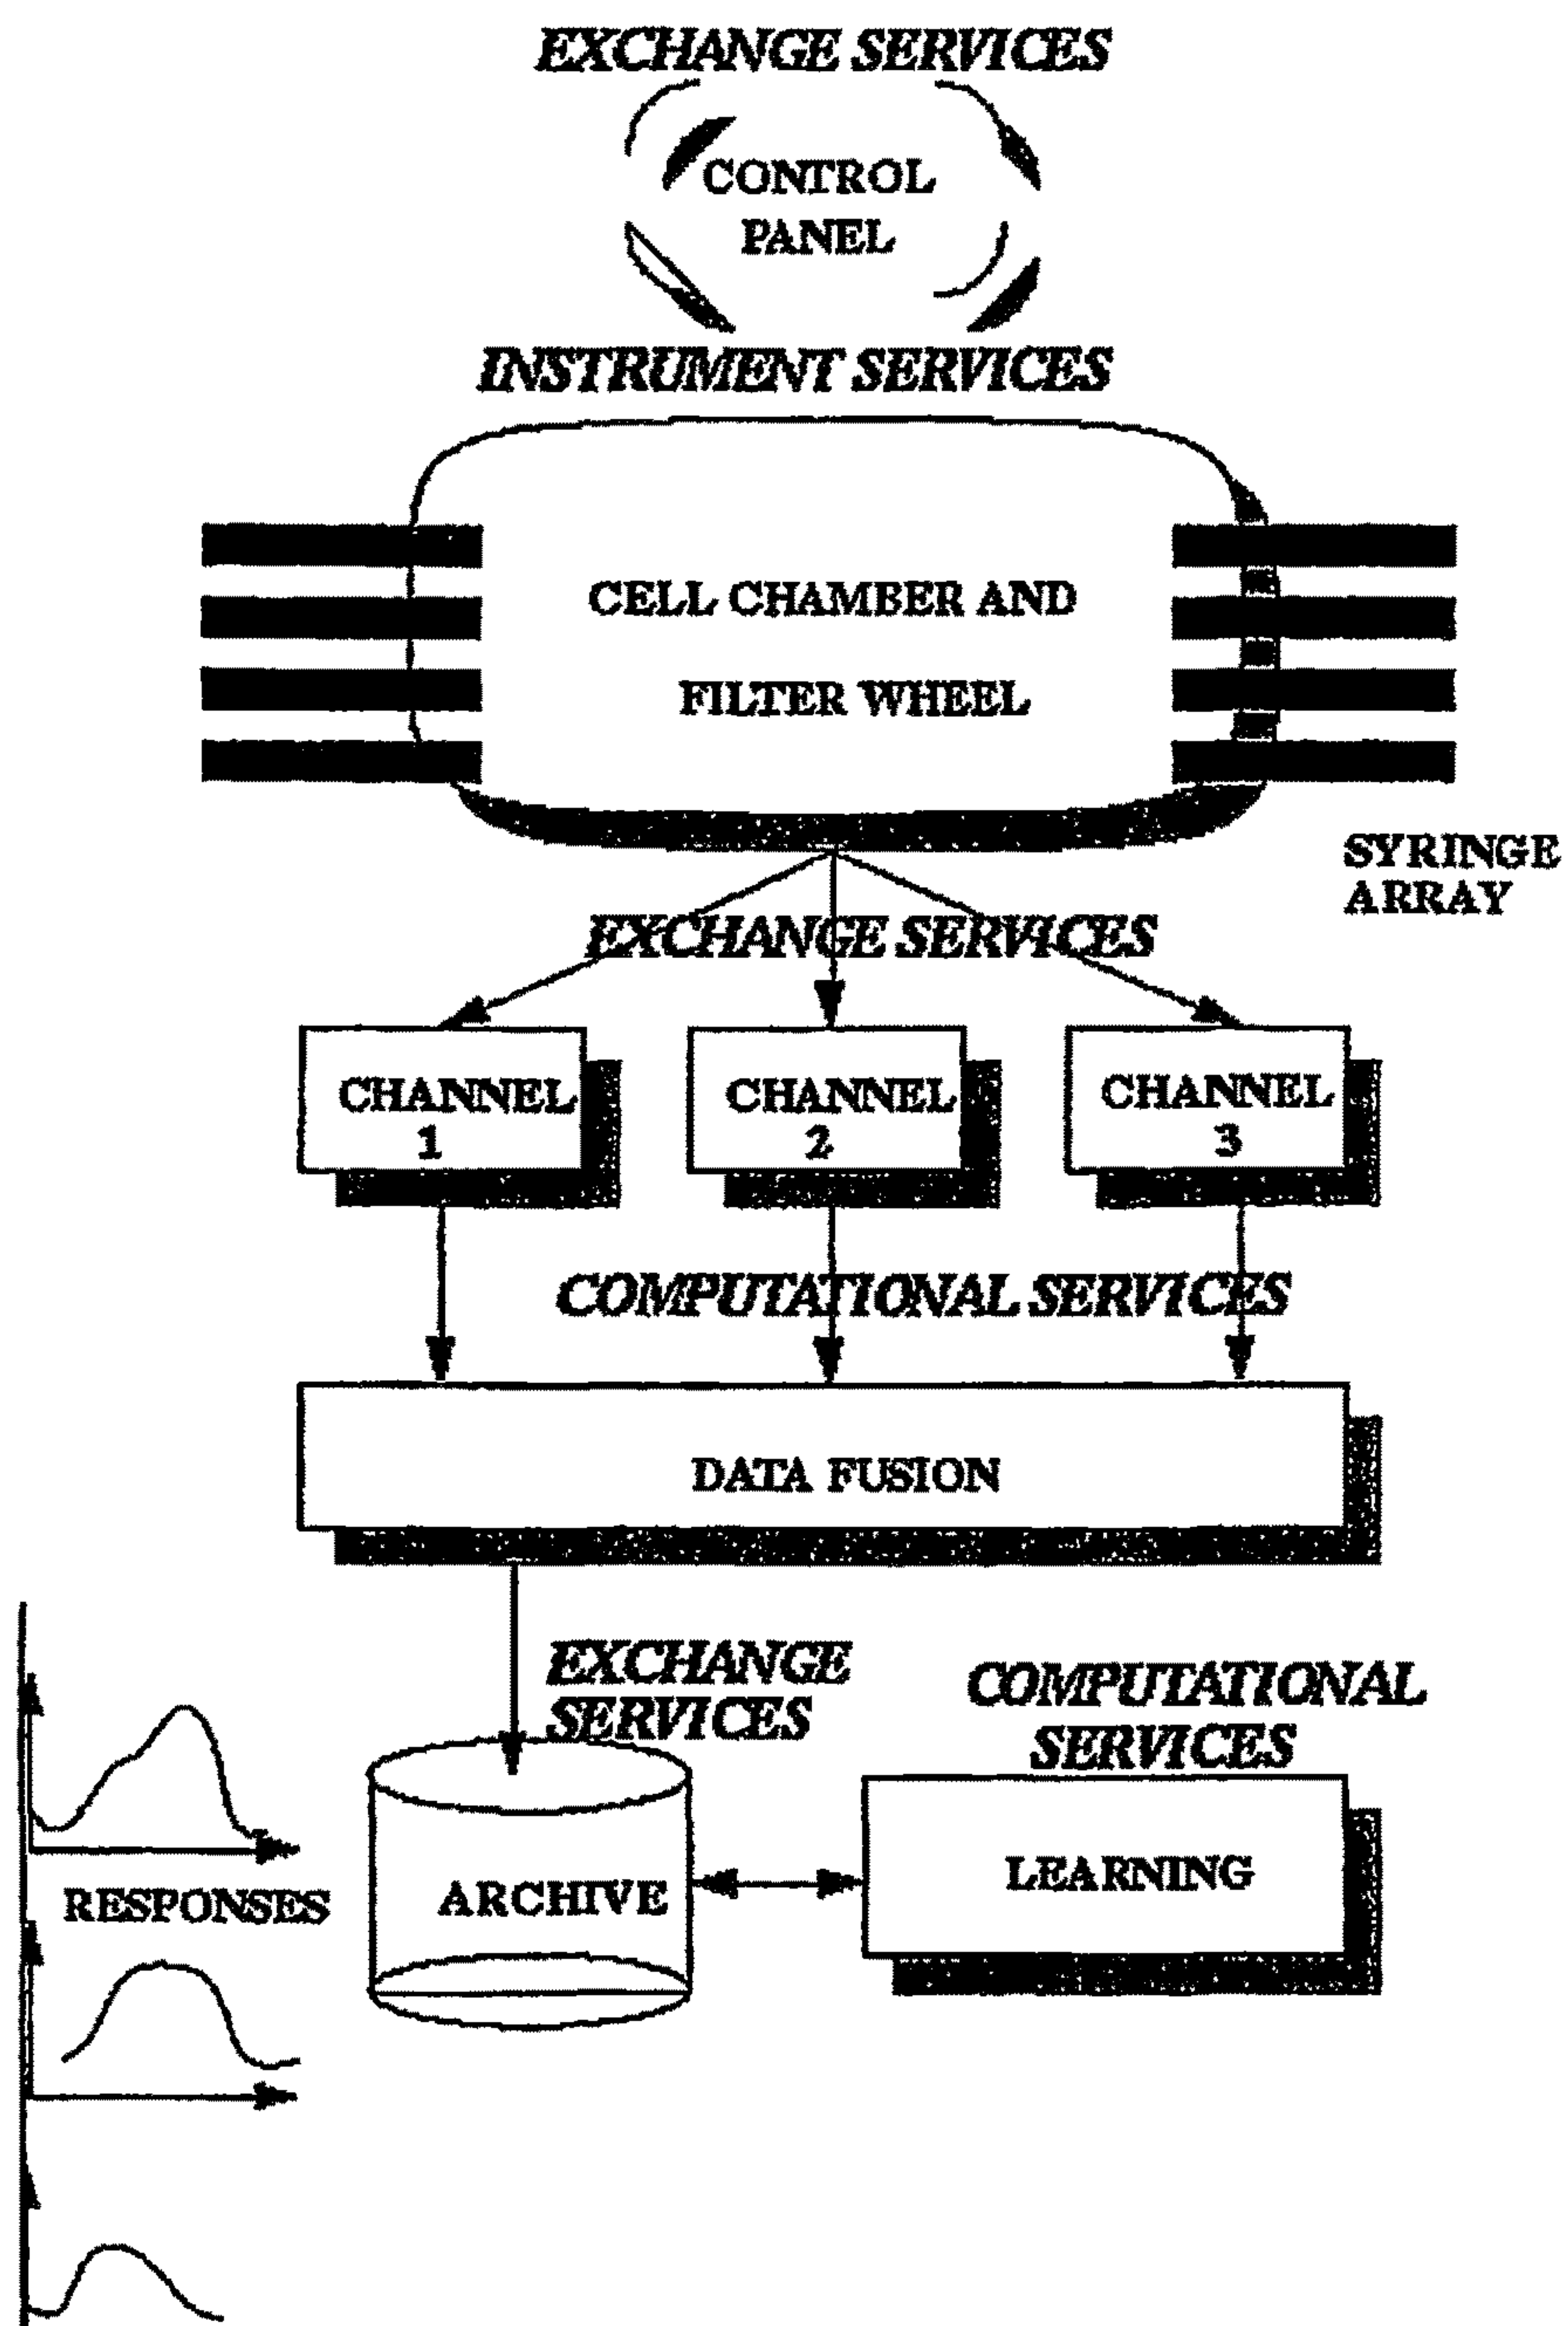 EXCHANGE SERVICES
CONTROL
PANEL
INSTRUMENT SERVICES
CELL CHAMBER AND
FILTER WHEEL
SYRINGE
ARRAY
EXCHANGE SERVICES
CHANNEL
1
CHANNEL
2
CHANNEL
3
COMPUTATIONAL SERVICES
DATA FUSION
EXCHANGE
SERVICES
COMPUTATIONAL
SERVICES
RESPONSES
ARCHIVE
LEARNING